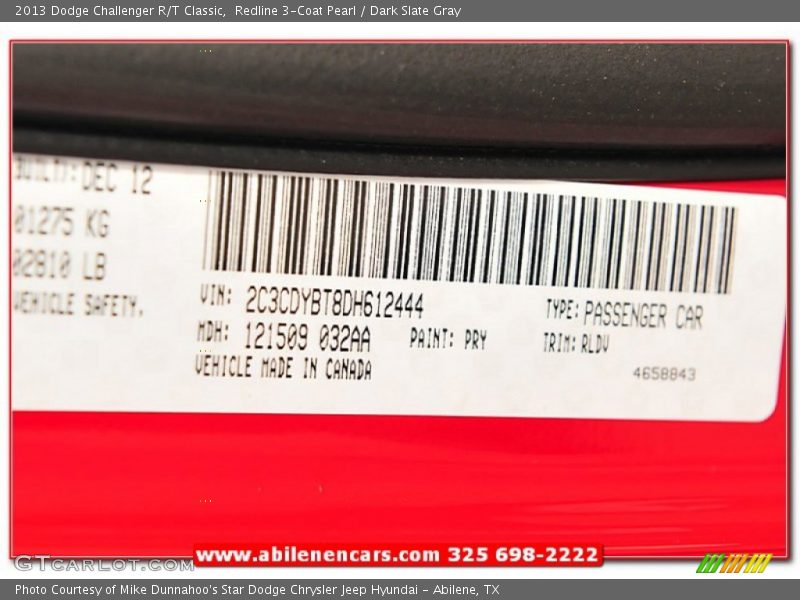 2013 Dodge Challenger R/T Classic,  Redline 3-Coat Pearl / Dark Slate Gray
DEC 12
01275 KG
02810 LB
VEHICLE SAFETY.
VIN: 2C3CDYBT8DH612444
TYPE: PASSENGER CAR
MDH: 121509 032AA
PAINT: PRY
TRIM: RLDV
VEHICLE MADE IN CANADA
4658843
www.abilenencars.com 325 698-2222
GTcarlot.com
Photo Courtesy of Mike Dunnahoo's Star Dodge Chrysler Jeep Hyundai - Abilene, TX